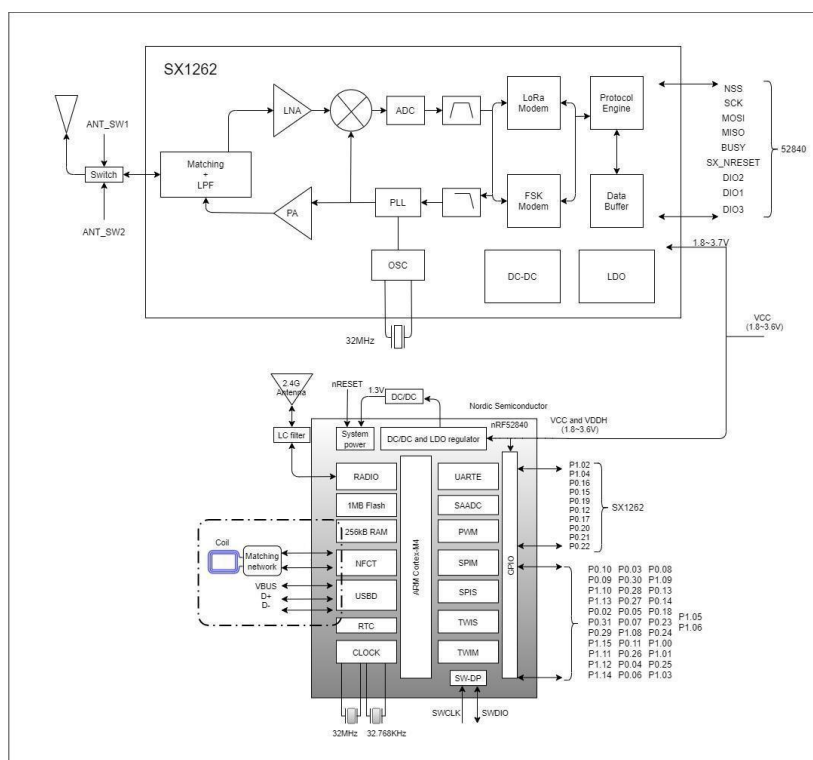 SX1262
LNA
ADC
LoRa
Modem
Protocol
Engine
NSS
SCK
MOSI
MISO
BUSY
SX_NRESET
DIO2
DIO1
DIO3
52840
ANT_SW1
Switch
ANT_SW2
Matching
+
LPF
PA
PLL
FSK
Modem
Data
Buffer
OSC
DC-DC
LDO
1.8~3.7V
32MHz
VCC
(1.8~3.6V)
2.4G
Antenna
nRESET
1.3V
DC/DC
Nordic Semiconductor
nRF52840
VCC and VDDH
(1.8~3.6V)
LC filter
System
power
DC/DC and LDO regulator
RADIO
1MB Flash
256kB RAM
NFCT
USBD
RTC
CLOCK
ARM Cortex-M4
UARTE
SAADC
PWM
SPIM
SPIS
TWIS
TWIM
SW-DP
GPIO
Coil
Matching
network
VBUS
D+
D-
P1.02
P1.04
P0.16
P0.15
P0.19
P0.12
P0.17
P0.20
P0.21
P0.22
SX1262
P0.10 P0.03 P0.08
P0.09 P0.30 P1.09
P1.10 P0.28 P0.13
P1.13 P0.27 P0.14
P0.02 P0.05 P0.18
P0.31 P0.07 P0.23
P0.29 P1.08 P0.24
P1.15 P0.11 P1.00
P1.11 P0.26 P1.01
P1.12 P0.04 P0.25
P1.14 P0.06 P1.03
P1.05
P1.06
32MHz
32.768KHz
SWCLK
SWDIO